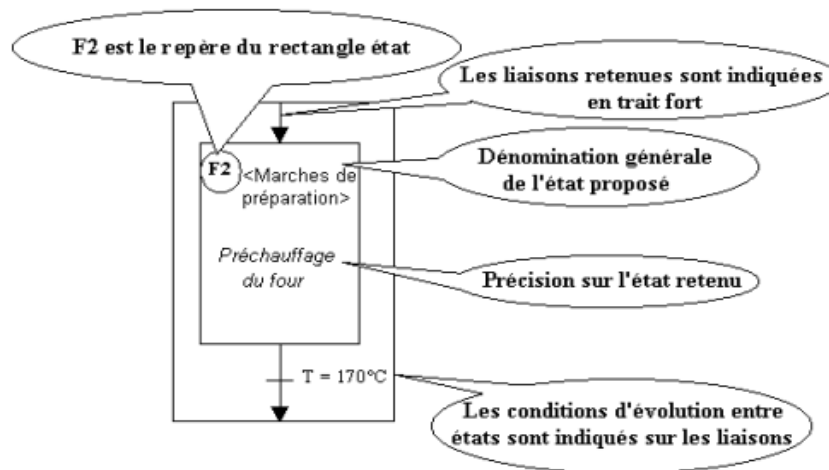 F2 est le repère du rectangle état
Les liaisons retenues sont indiquées
en trait fort
F2
<Marches de
préparation>
Dénomination générale
de l'état proposé
Préchauffage
du four
Précision sur l'état retenu
T = 170°C
Les conditions d'évolution entre
états sont indiqués sur les liaisons